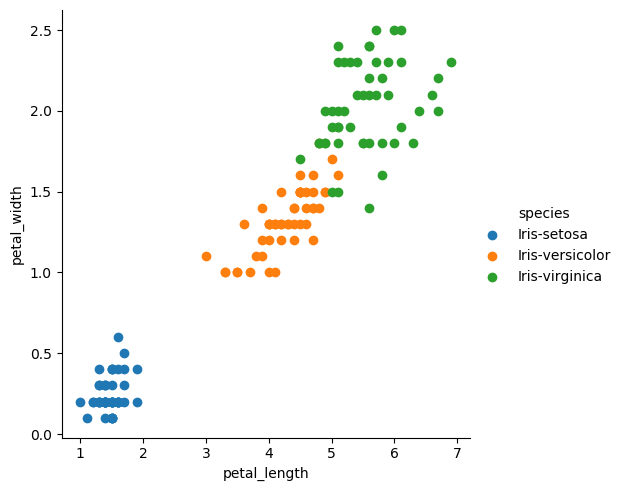 2.5
2.0
1.5
1.0
0.5
0.0
petal_width
1 2 3 4 5 6 7
petal_length
species
Iris-setosa
Iris-versicolor
Iris-virginica